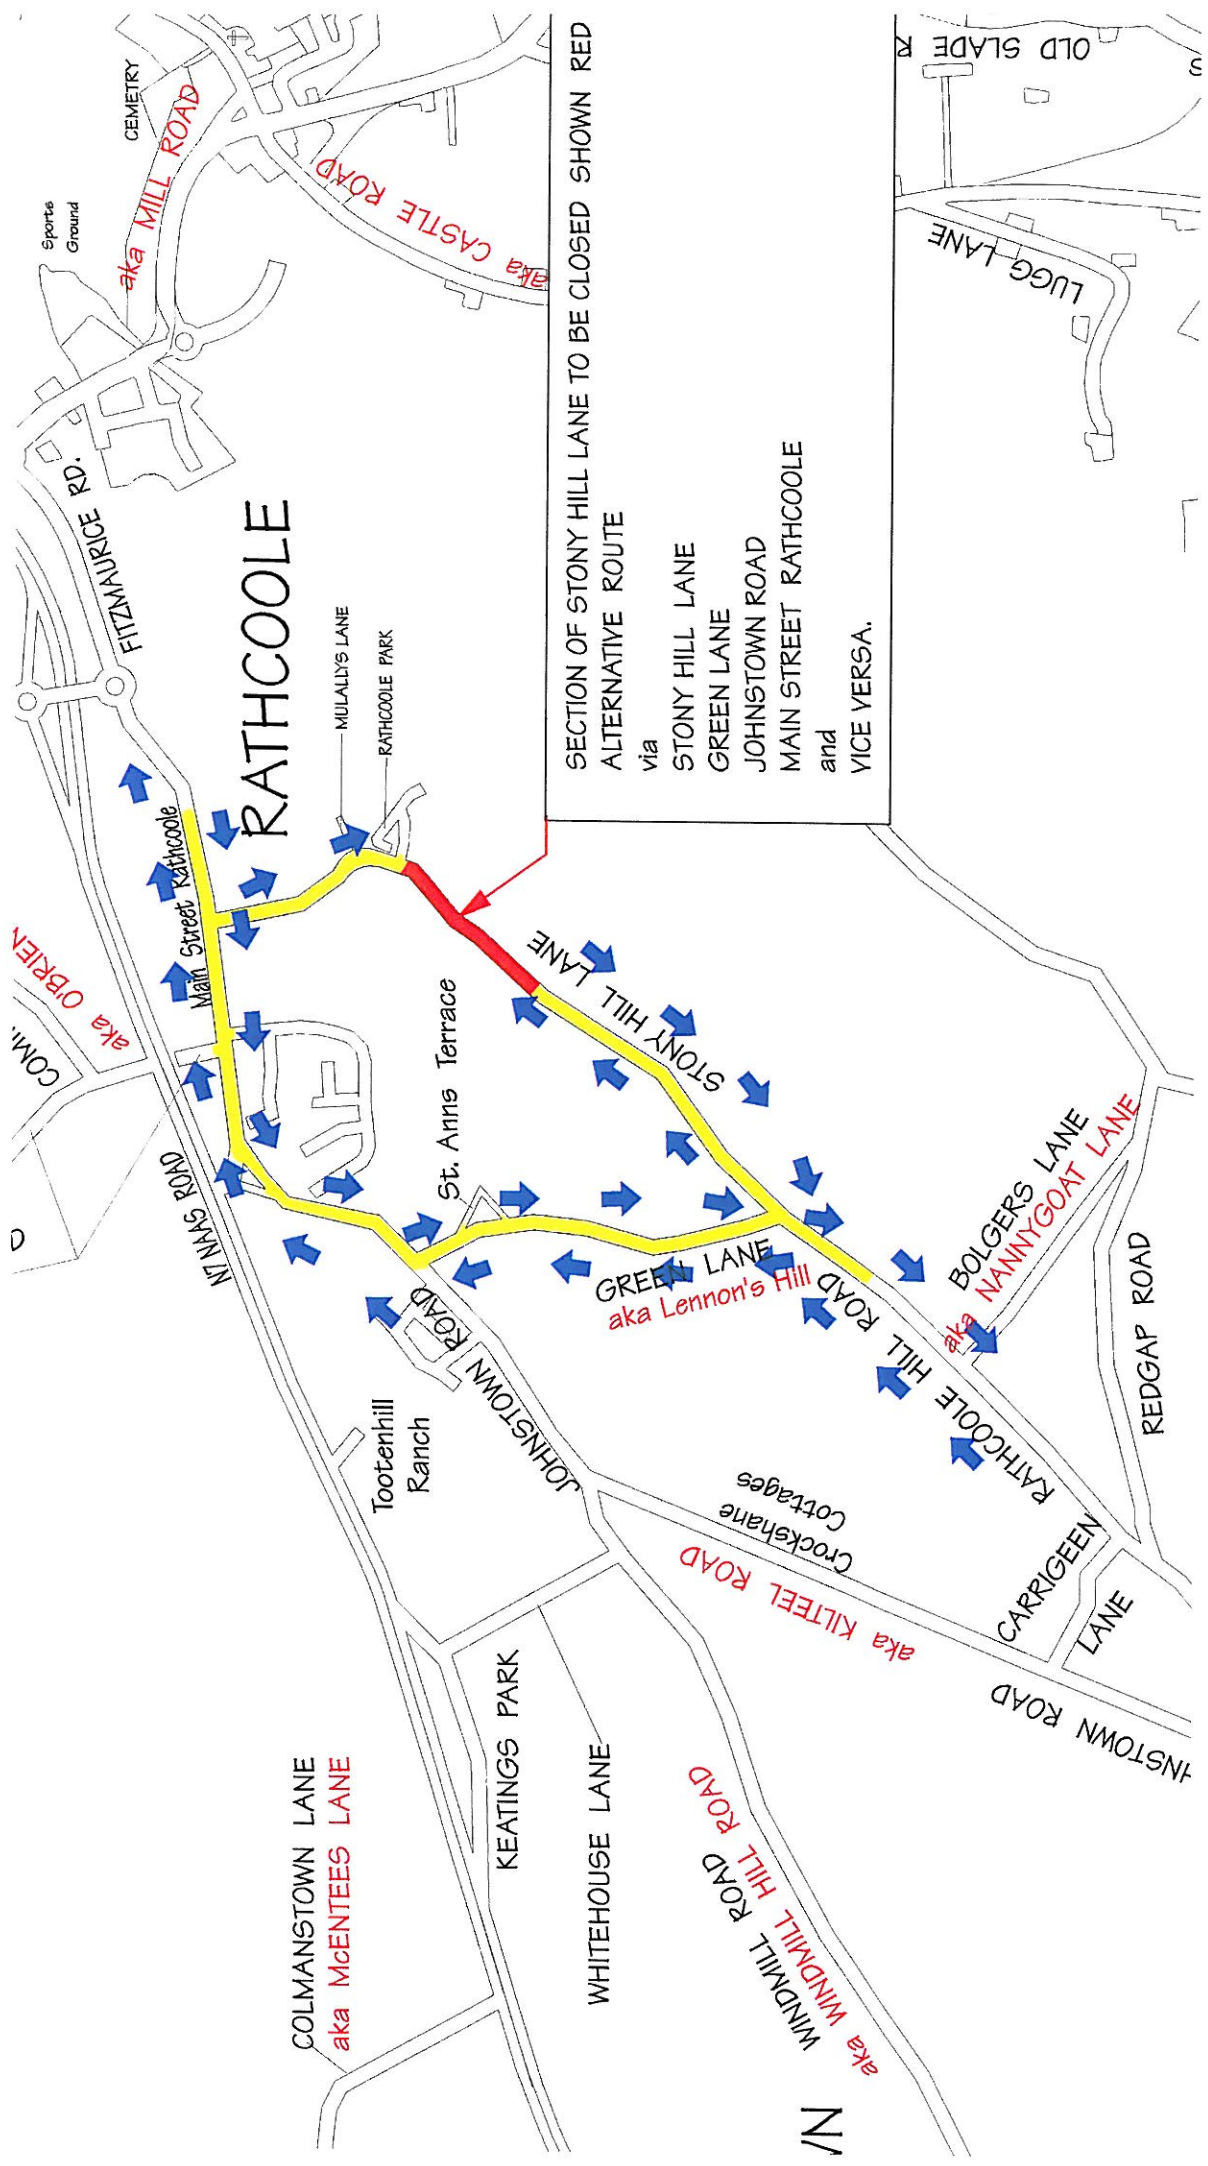 CEMETRY
Sports
Ground
aka MILL ROAD
aka CASTLE ROAD
OLD SLADE R
LUGG LANE
FITZMAURICE RD.
RATHCOOLE
MULALLYS LANE
RATHCOOLE PARK
SECTION OF STONY HILL LANE TO BE CLOSED SHOWN RED
ALTERNATIVE ROUTE
via
STONY HILL LANE
GREEN LANE
JOHNSTOWN ROAD
MAIN STREET RATHCOOLE
and
VICE VERSA.
Main Street Rathcoole
aka O'BRIEN
COM
N7 NAAS ROAD
D
St. Anns Terrace
STONY HILL LANE
GREEN LANE
aka Lennon's Hill
BOLGERS LANE
aka NANNYGOAT LANE
REDGAP ROAD
RATHCOOLE HILL ROAD
JOHNSTOWN ROAD
Tootenhill
Ranch
Crockshane
Cottages
aka KILTEEL ROAD
CARRIGEEN
LANE
HNSTOWN ROAD
KEATINGS PARK
WHITEHOUSE LANE
COLMANSTOWN LANE
aka McENTEES LANE
WINDMILL ROAD
aka WINDMILL HILL ROAD